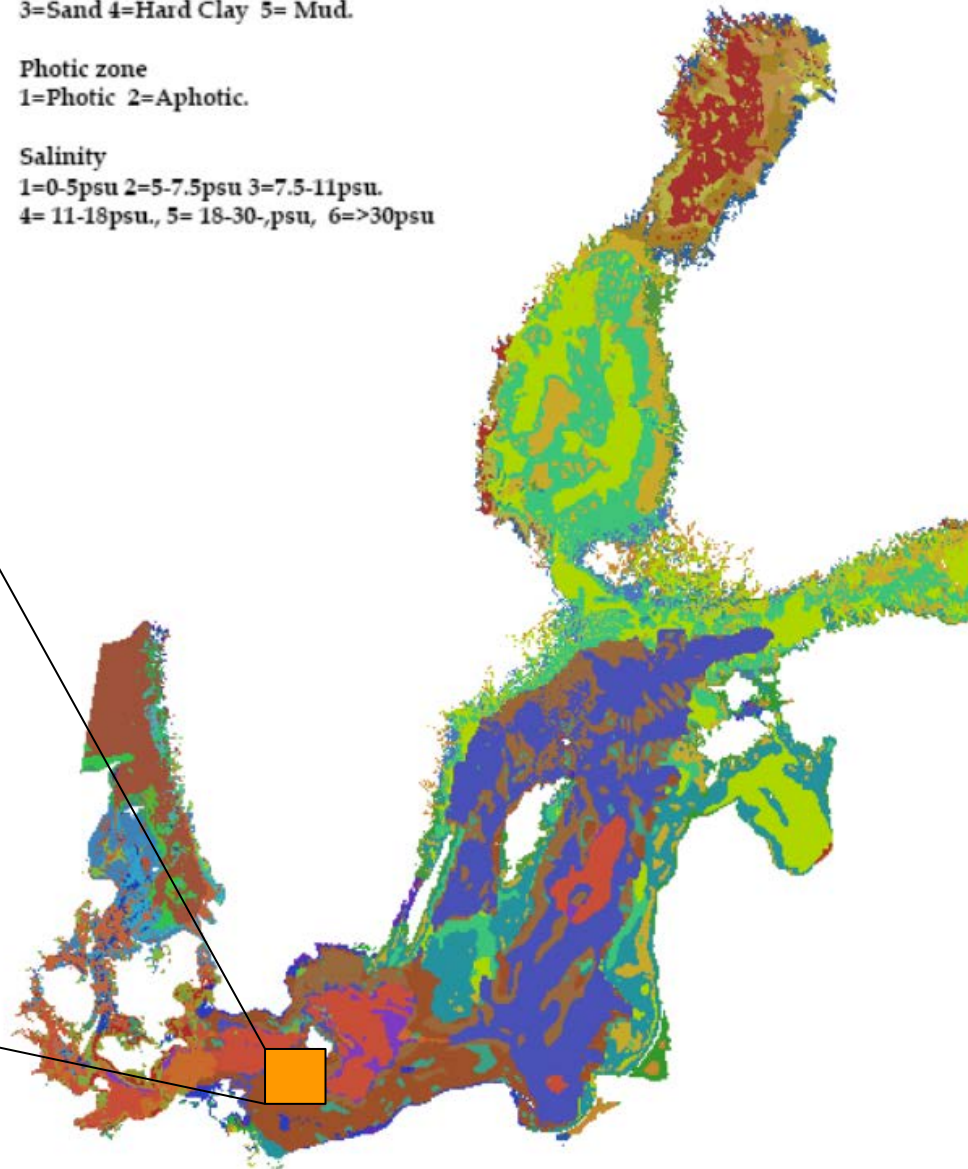 3=Sand 4=Hard Clay 5= Mud.
Photic zone
1=Photic 2=Aphotic.
Salinity
1=0-5psu 2=5-7.5psu 3=7.5-11psu.
4= 11-18psu., 5= 18-30-,psu, 6=>30psu